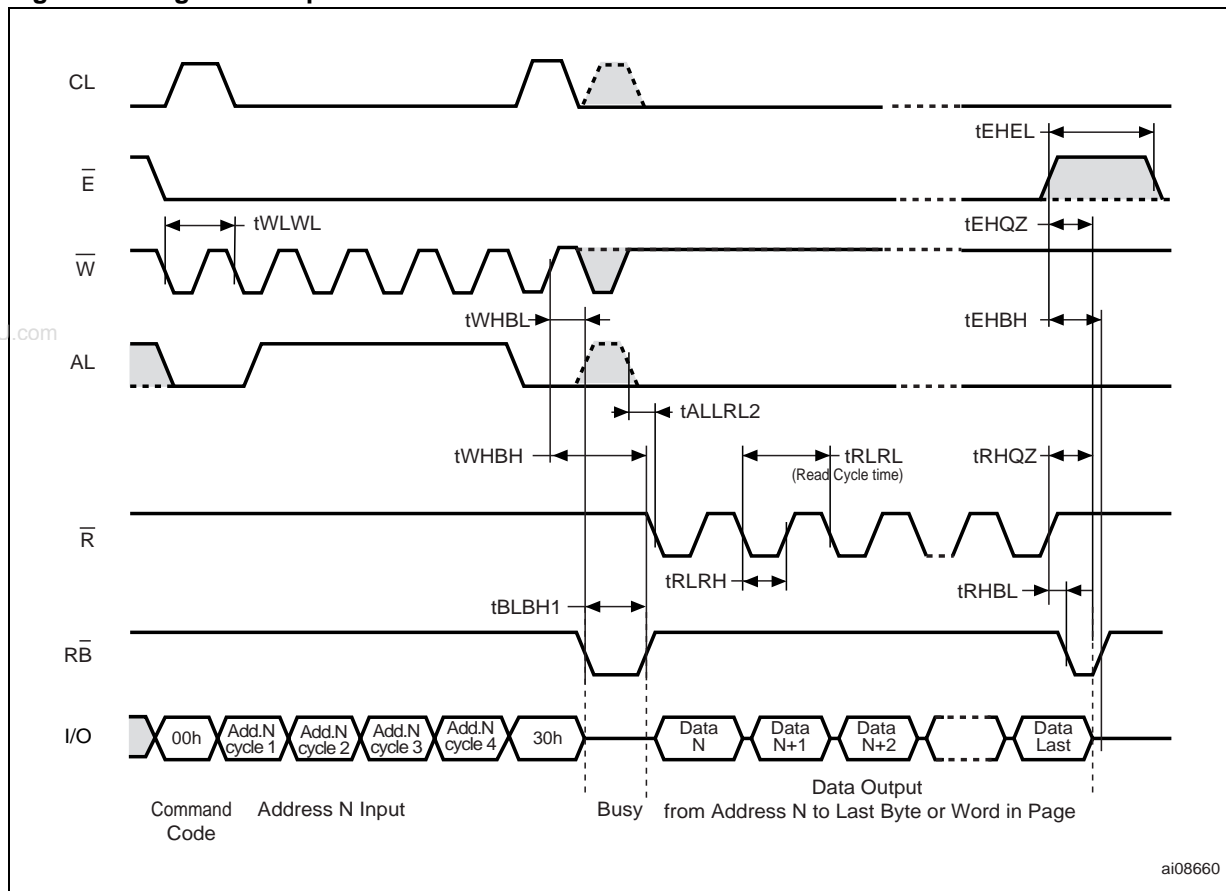 CL
tEHEL
E
tWLWL
tEHQZ
W
tWHBL
tEHBH
J.com
AL
tALLRL2
tWHBH
tRLRL
(Read Cycle time)
tRHQZ
R
tRLRH
tBLBH1
tRHBL
RB
I/O
00h
Add.N
cycle 1
Add.N
cycle 2
Add.N
cycle 3
Add.N
cycle 4
30h
Data
N
Data
N+1
Data
N+2
Data
Last
Command
Code
Address N Input
Busy
Data Output
from Address N to Last Byte or Word in Page
ai08660